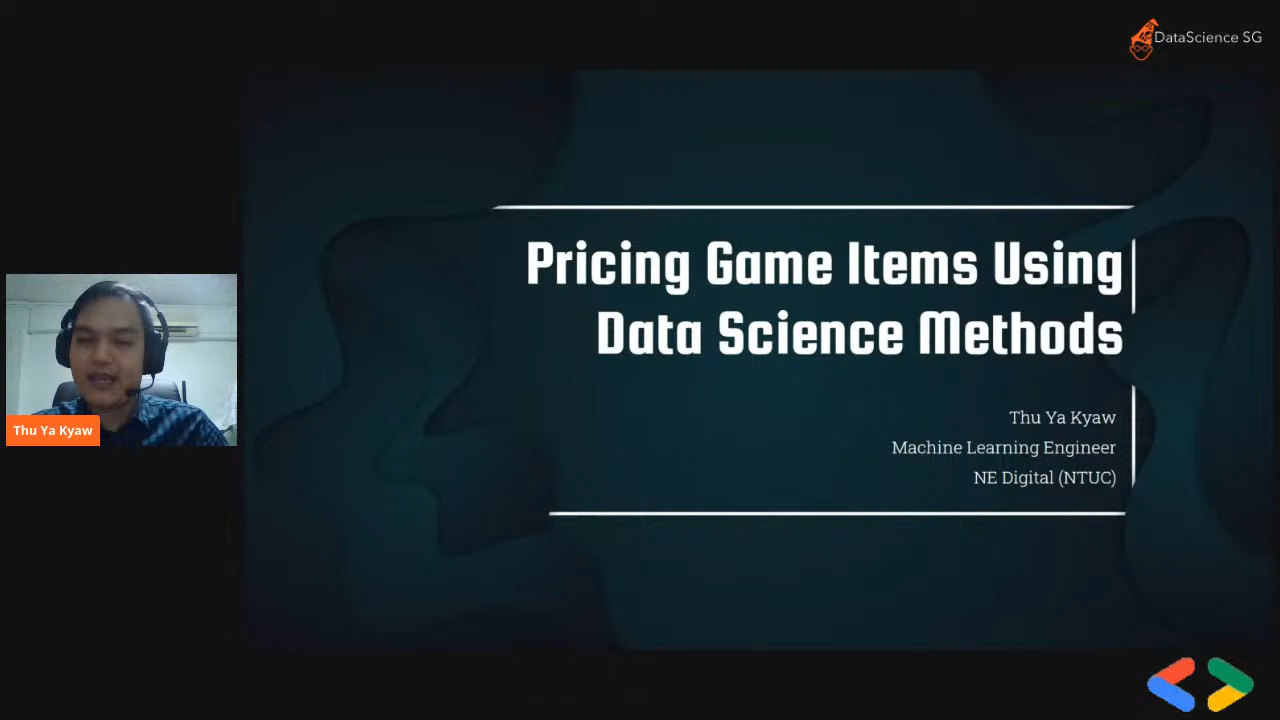 DataScience SG
Pricing Game Items Using
Data Science Methods
Thu Ya Kyaw
Machine Learning Engineer
NE Digital (NTUC)
Thu Ya Kyaw